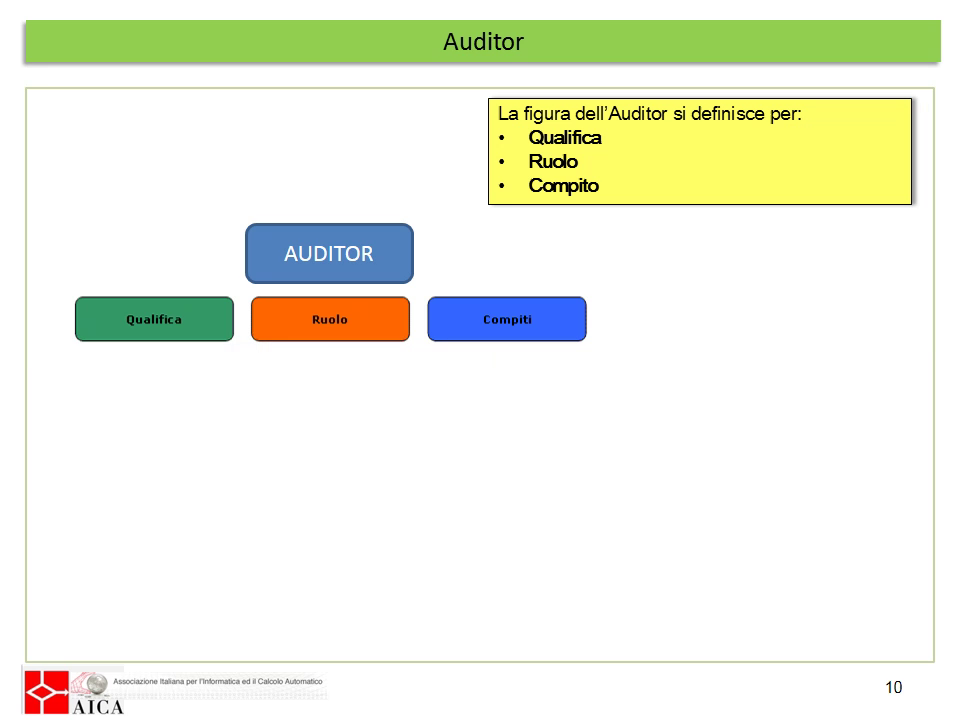 Auditor
La figura dell’Auditor si definisce per:
• Qualifica
• Ruolo
• Compito
AUDITOR
Qualifica
Ruolo
Compiti
Associazione Italiana per l'Informatica ed il Calcolo Automatico
AICA
10